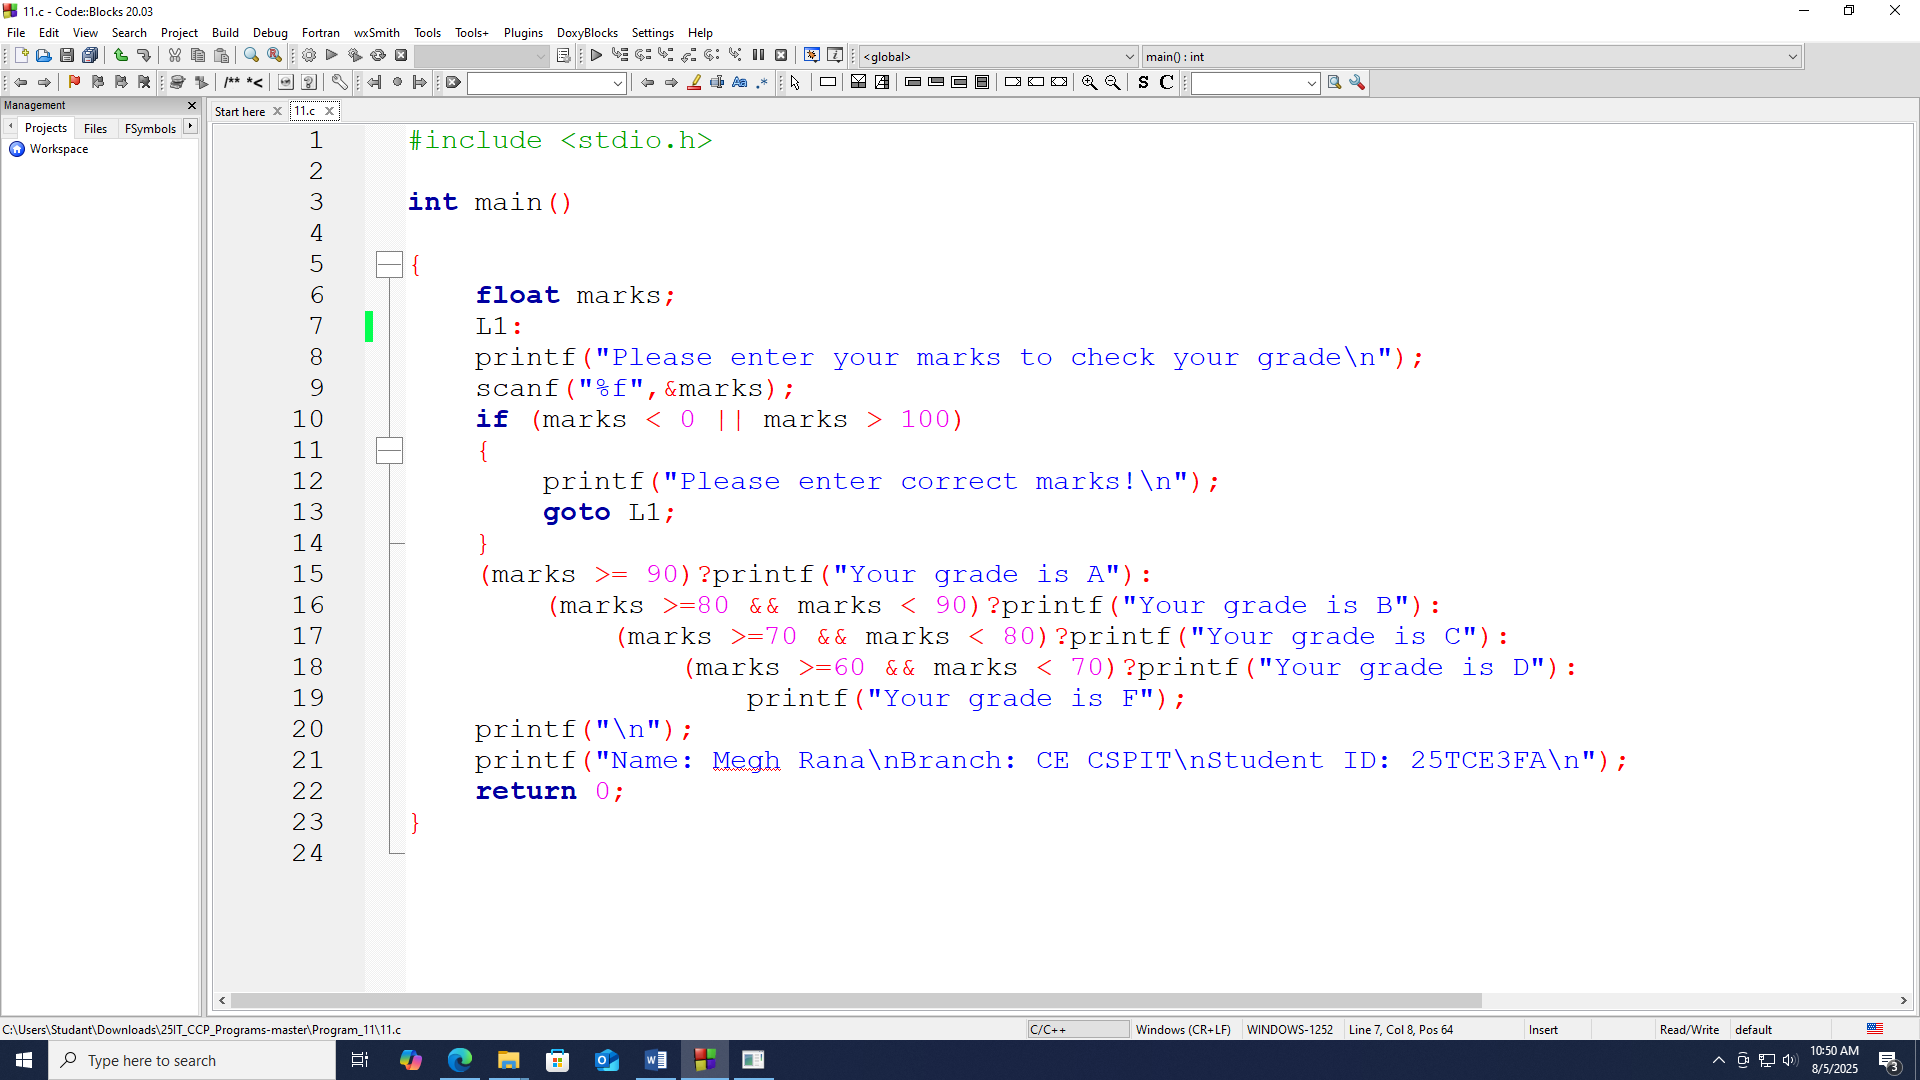 11.c - Code::Blocks 20.03
File Edit View Search Project Build Debug Fortran wxSmith Tools Tools+ Plugins DoxyBlocks Settings Help
<global> main() : int
/** *< Aa .* S C
Management
Projects Files FSymbols
Workspace
Start here 11.c
1 #include <stdio.h>
2
3 int main()
4
5 {
6 float marks;
7 L1:
8 printf("Please enter your marks to check your grade\n");
9 scanf("%f",&marks);
10 if (marks < 0 || marks > 100)
11 {
12 printf("Please enter correct marks!\n");
13 goto L1;
14 }
15 (marks >= 90)?printf("Your grade is A"):
16 (marks >=80 && marks < 90)?printf("Your grade is B"):
17 (marks >=70 && marks < 80)?printf("Your grade is C"):
18 (marks >=60 && marks < 70)?printf("Your grade is D"):
19 printf("Your grade is F");
20 printf("\n");
21 printf("Name: Megh Rana\nBranch: CE CSPIT\nStudent ID: 25TCE3FA\n");
22 return 0;
23 }
24
C:\Users\Studant\Downloads\25IT_CCP_Programs-master\Program_11\11.c C/C++ Windows (CR+LF) WINDOWS-1252 Line 7, Col 8, Pos 64 Insert Read/Write default
Type here to search
10:50 AM
8/5/2025
3